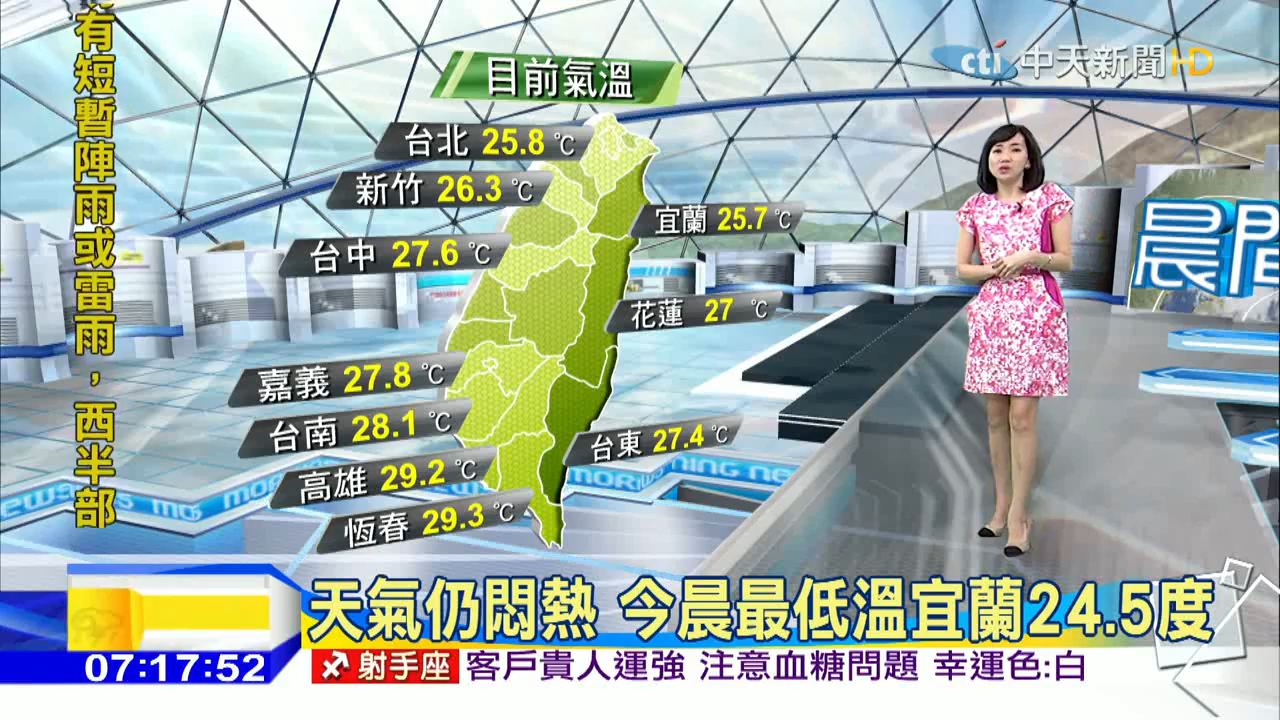 有短暫陣雨或雷雨，西半部
cti 中天新聞HD
目前氣溫
台北 25.8 ℃
新竹 26.3 ℃
宜蘭 25.7 ℃
台中 27.6 ℃
花蓮 27 ℃
嘉義 27.8 ℃
台南 28.1 ℃
台東 27.4 ℃
高雄 29.2 ℃
恆春 29.3 ℃
晨間
天氣仍悶熱 今晨最低溫宜蘭24.5度
07:17:52
射手座 客戶貴人運強 注意血糖問題 幸運色:白